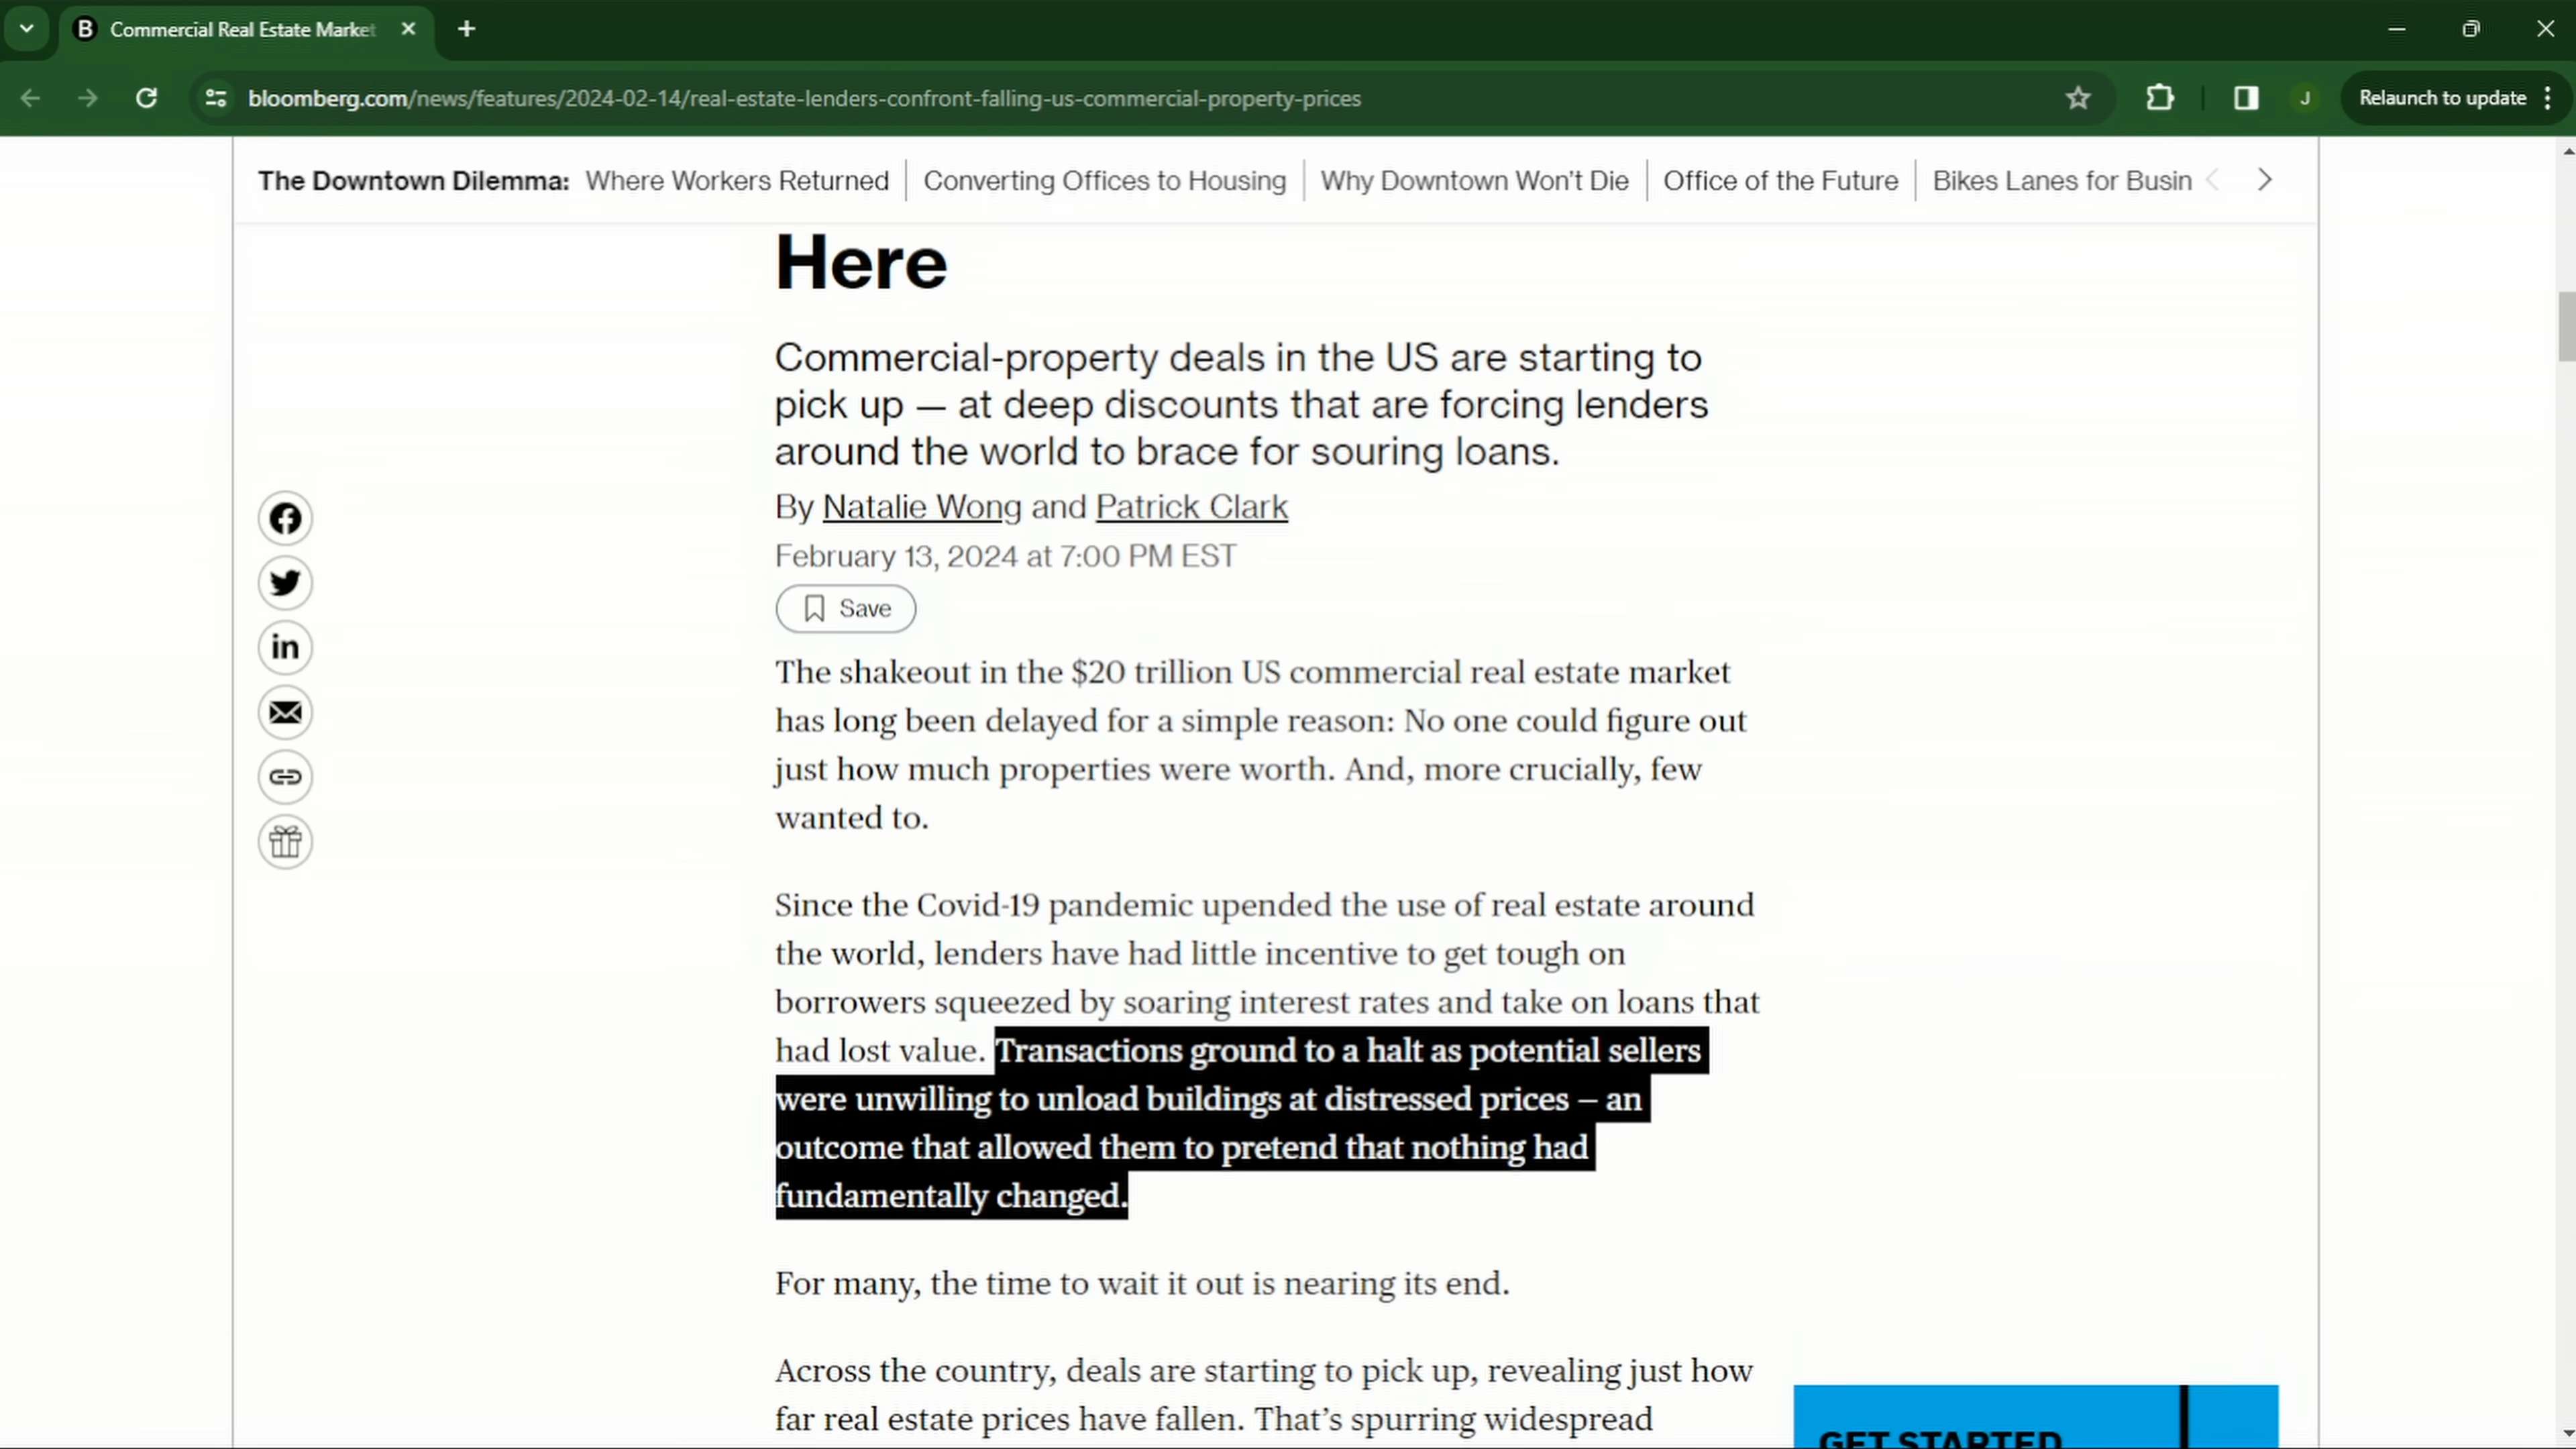 Commercial Real Estate Market
bloomberg.com/news/features/2024-02-14/real-estate-lenders-confront-falling-us-commercial-property-prices
J
Relaunch to update
The Downtown Dilemma: Where Workers Returned Converting Offices to Housing Why Downtown Won't Die Office of the Future Bikes Lanes for Busin
Here
Commercial-property deals in the US are starting to
pick up — at deep discounts that are forcing lenders
around the world to brace for souring loans.
By Natalie Wong and Patrick Clark
February 13, 2024 at 7:00 PM EST
Save
The shakeout in the $20 trillion US commercial real estate market
has long been delayed for a simple reason: No one could figure out
just how much properties were worth. And, more crucially, few
wanted to.
Since the Covid-19 pandemic upended the use of real estate around
the world, lenders have had little incentive to get tough on
borrowers squeezed by soaring interest rates and take on loans that
had lost value. Transactions ground to a halt as potential sellers
were unwilling to unload buildings at distressed prices – an
outcome that allowed them to pretend that nothing had
fundamentally changed.
For many, the time to wait it out is nearing its end.
Across the country, deals are starting to pick up, revealing just how
far real estate prices have fallen. That's spurring widespread
GET STARTED